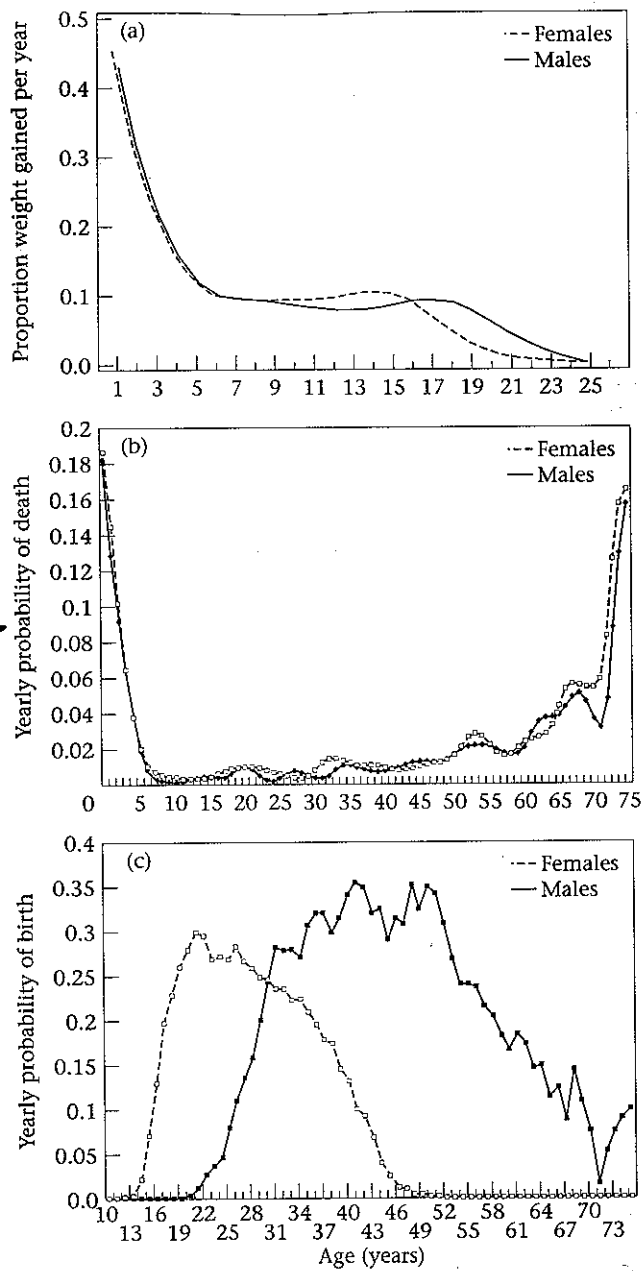 (a)
Females
Males
Proportion weight gained per year
0.5
0.4
0.3
0.2
0.1
0.0
1 3 5 7 9 11 13 15 17 19 21 23 25
(b)
Females
Males
Yearly probability of death
0.2
0.18
0.16
0.14
0.12
0.10
0.08
0.06
0.04
0.02
0 5 10 15 20 25 30 35 40 45 50 55 60 65 70 75
(c)
Females
Males
Yearly probability of birth
0.4
0.35
0.3
0.25
0.2
0.15
0.1
0.05
0.0
10 16 22 28 34 40 46 52 58 64 70
13 19 25 31 37 43 49 55 61 67 73
Age (years)